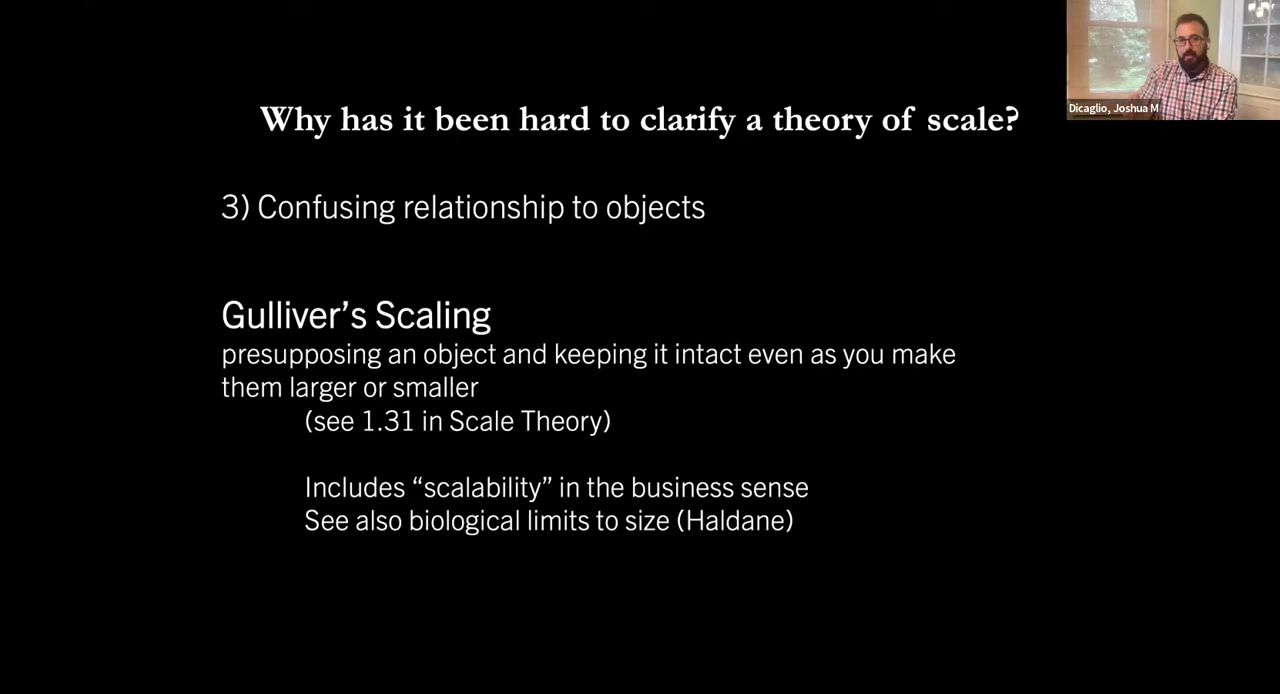 Dicaglio, Joshua M
Why has it been hard to clarify a theory of scale?
3) Confusing relationship to objects
Gulliver’s Scaling
presupposing an object and keeping it intact even as you make
them larger or smaller
(see 1.31 in Scale Theory)
Includes “scalability” in the business sense
See also biological limits to size (Haldane)